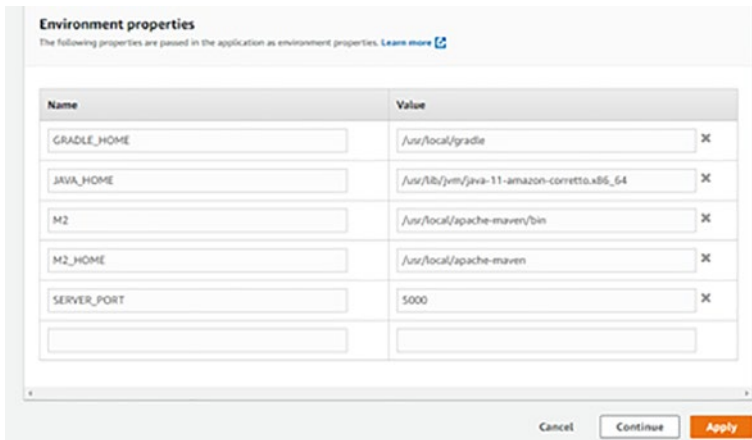 Environment properties
The following properties are passed in the application as environment properties. Learn more
Name Value
GRADLE_HOME /usr/local/gradle
JAVA_HOME /usr/lib/jvm/java-11-amazon-corretto.x86_64
M2 /usr/local/apache-maven/bin
M2_HOME /usr/local/apache-maven
SERVER_PORT 5000
Cancel Continue Apply